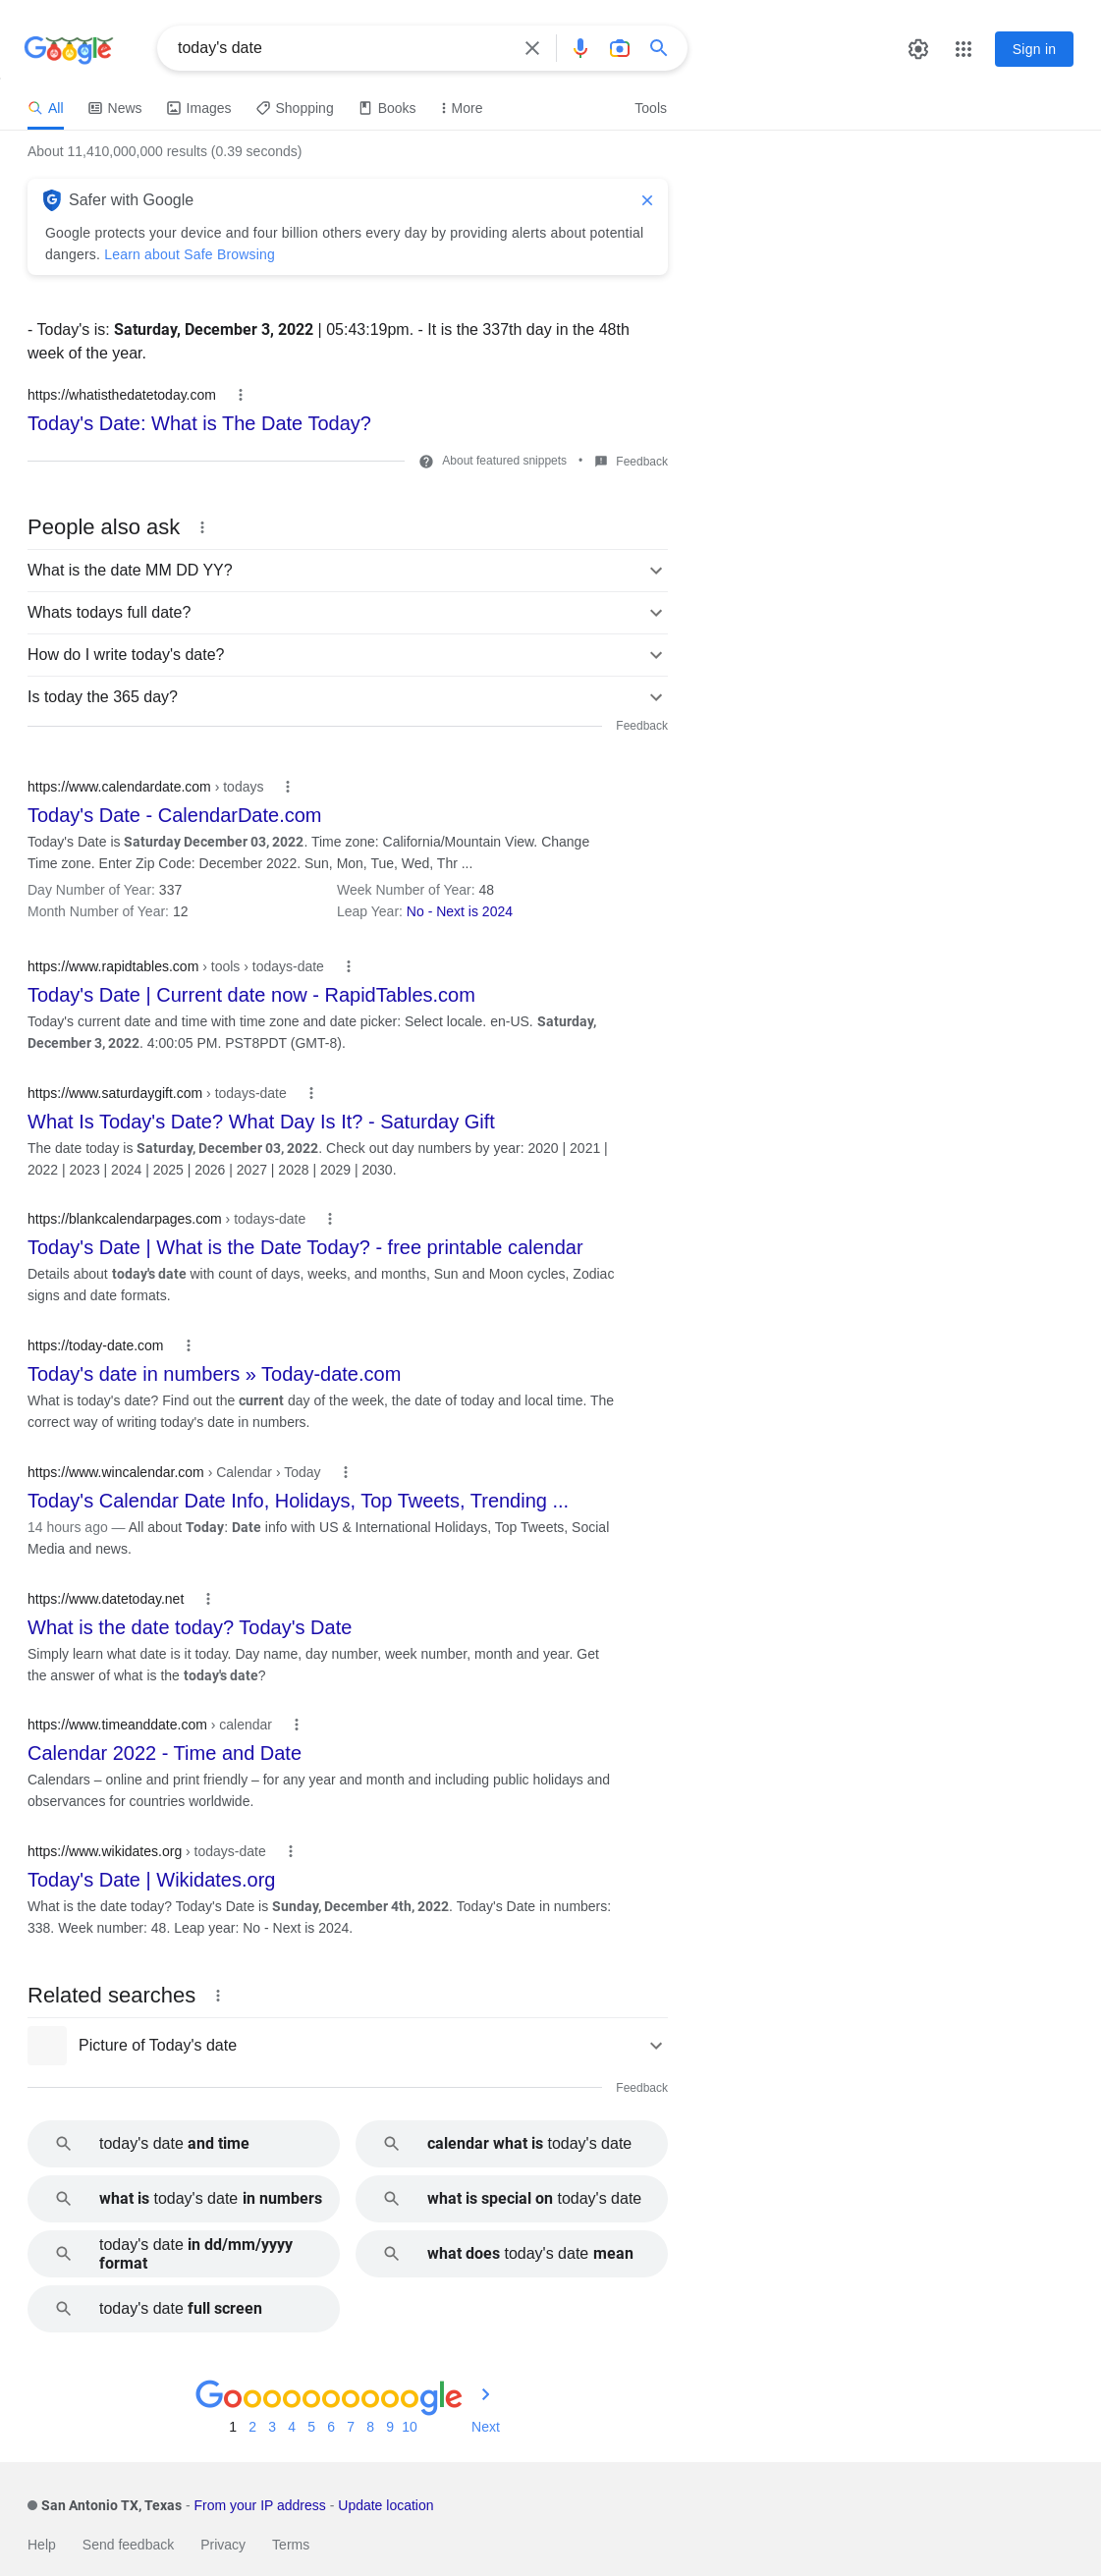 Google
today's date
Sign in
All
News
Images
Shopping
Books
More
Tools
About 11,410,000,000 results (0.39 seconds)
Safer with Google
Google protects your device and four billion others every day by providing alerts about potential
dangers. Learn about Safe Browsing
- Today's is: Saturday, December 3, 2022 | 05:43:19pm. - It is the 337th day in the 48th
week of the year.
https://whatisthedatetoday.com
Today's Date: What is The Date Today?
About featured snippets • Feedback
People also ask
What is the date MM DD YY?
Whats todays full date?
How do I write today's date?
Is today the 365 day?
Feedback
https://www.calendardate.com › todays
Today's Date - CalendarDate.com
Today's Date is Saturday December 03, 2022. Time zone: California/Mountain View. Change
Time zone. Enter Zip Code: December 2022. Sun, Mon, Tue, Wed, Thr ...
Day Number of Year: 337
Week Number of Year: 48
Month Number of Year: 12
Leap Year: No - Next is 2024
https://www.rapidtables.com › tools › todays-date
Today's Date | Current date now - RapidTables.com
Today's current date and time with time zone and date picker: Select locale. en-US. Saturday,
December 3, 2022. 4:00:05 PM. PST8PDT (GMT-8).
https://www.saturdaygift.com › todays-date
What Is Today's Date? What Day Is It? - Saturday Gift
The date today is Saturday, December 03, 2022. Check out day numbers by year: 2020 | 2021 |
2022 | 2023 | 2024 | 2025 | 2026 | 2027 | 2028 | 2029 | 2030.
https://blankcalendarpages.com › todays-date
Today's Date | What is the Date Today? - free printable calendar
Details about today's date with count of days, weeks, and months, Sun and Moon cycles, Zodiac
signs and date formats.
https://today-date.com
Today's date in numbers » Today-date.com
What is today's date? Find out the current day of the week, the date of today and local time. The
correct way of writing today's date in numbers.
https://www.wincalendar.com › Calendar › Today
Today's Calendar Date Info, Holidays, Top Tweets, Trending ...
14 hours ago — All about Today: Date info with US & International Holidays, Top Tweets, Social
Media and news.
https://www.datetoday.net
What is the date today? Today's Date
Simply learn what date is it today. Day name, day number, week number, month and year. Get
the answer of what is the today's date?
https://www.timeanddate.com › calendar
Calendar 2022 - Time and Date
Calendars – online and print friendly – for any year and month and including public holidays and
observances for countries worldwide.
https://www.wikidates.org › todays-date
Today's Date | Wikidates.org
What is the date today? Today's Date is Sunday, December 4th, 2022. Today's Date in numbers:
338. Week number: 48. Leap year: No - Next is 2024.
Related searches
Picture of Today's date
Feedback
today's date and time
calendar what is today's date
what is today's date in numbers
what is special on today's date
today's date in dd/mm/yyyy
format
what does today's date mean
today's date full screen
Goooooooooogle
1 2 3 4 5 6 7 8 9 10 Next
San Antonio TX, Texas - From your IP address - Update location
Help Send feedback Privacy Terms